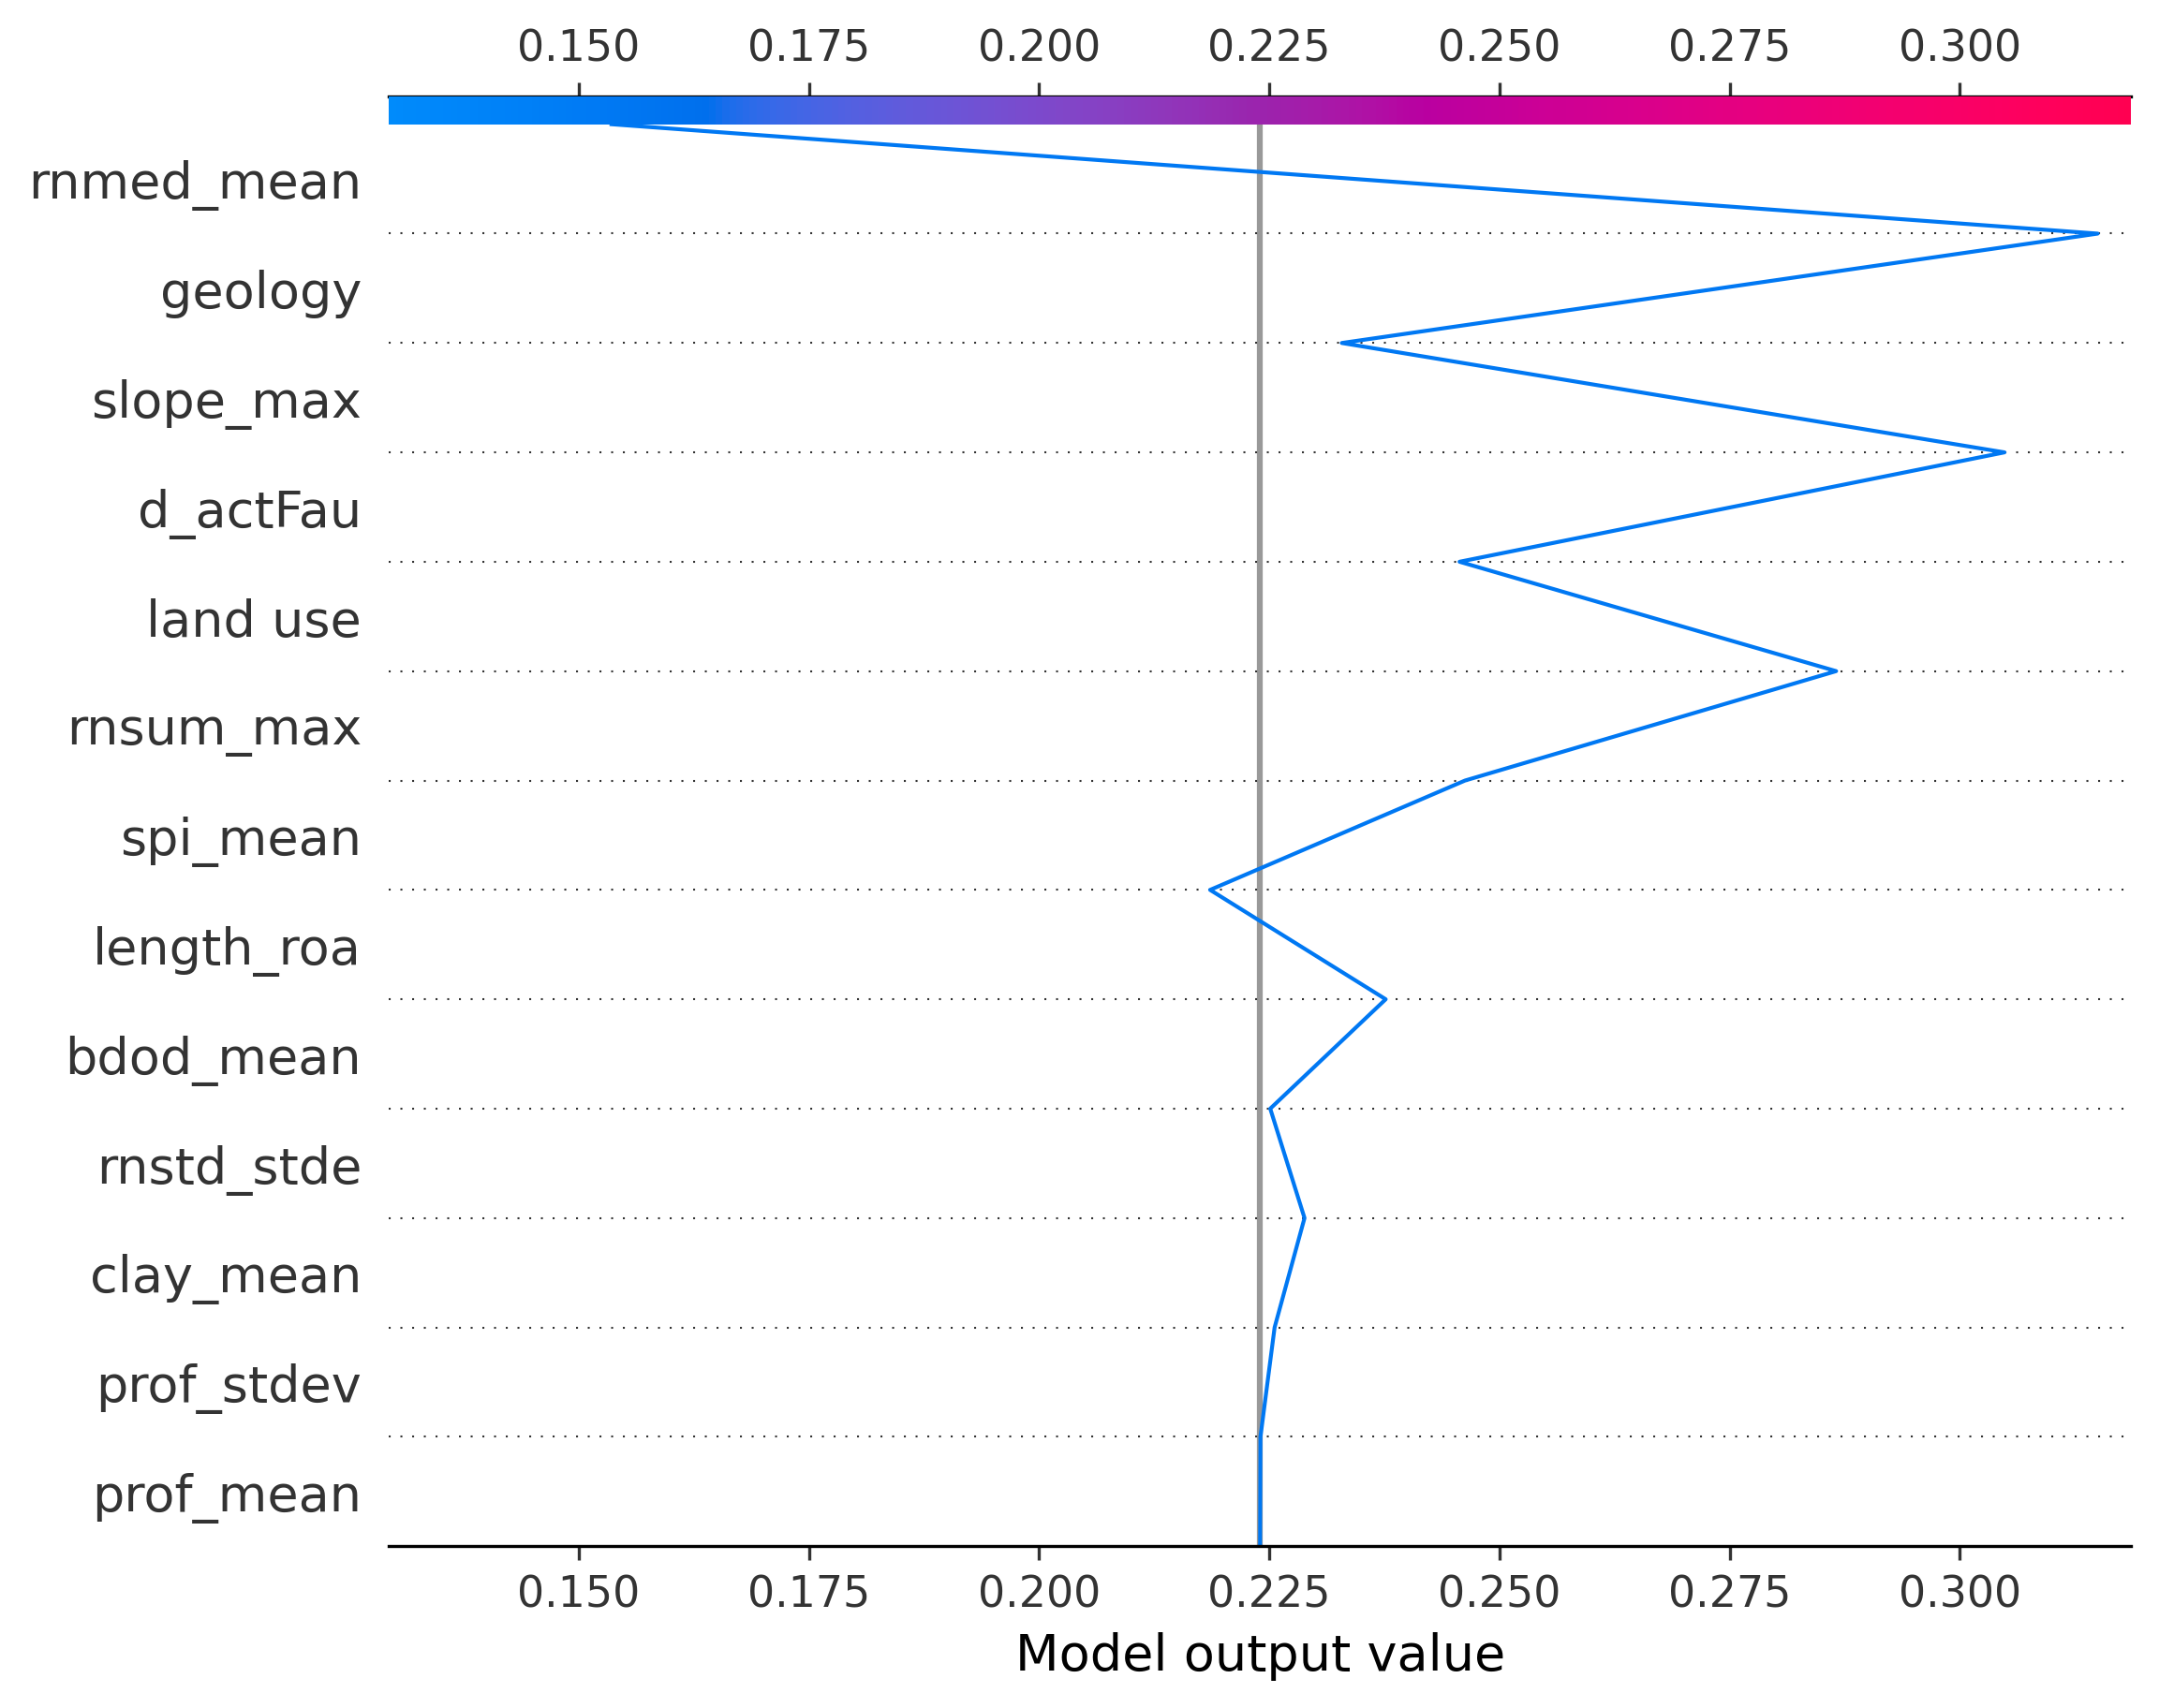 0.150 0.175 0.200 0.225 0.250 0.275 0.300
rnmed_mean
geology
slope_max
d_actFau
land use
rnsum_max
spi_mean
length_roa
bdod_mean
rnstd_stde
clay_mean
prof_stdev
prof_mean
0.150 0.175 0.200 0.225 0.250 0.275 0.300
Model output value